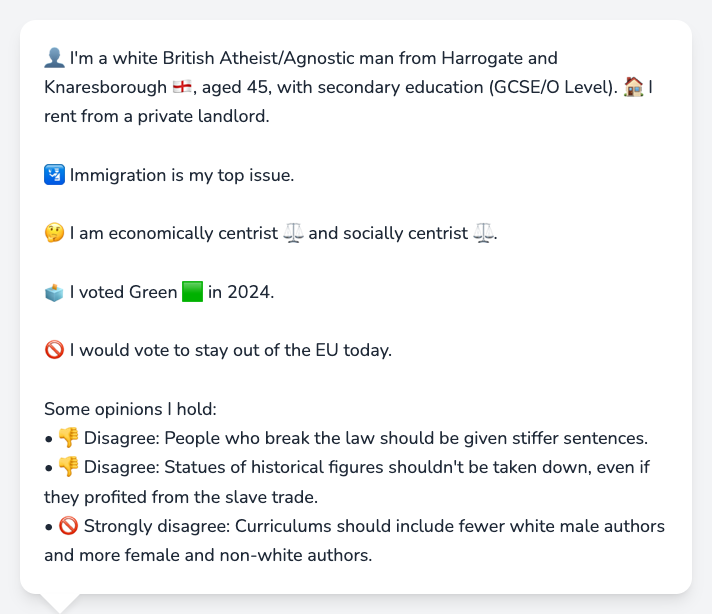 👤 I'm a white British Atheist/Agnostic man from Harrogate and
Knaresborough 🏴󠁧󠁢󠁥󠁮󠁧󠁿, aged 45, with secondary education (GCSE/O Level). 🏠 I
rent from a private landlord.
🛂 Immigration is my top issue.
🤔 I am economically centrist ⚖️ and socially centrist ⚖️.
🗳️ I voted Green 🟩 in 2024.
🚫 I would vote to stay out of the EU today.
Some opinions I hold:
• 👎 Disagree: People who break the law should be given stiffer sentences.
• 👎 Disagree: Statues of historical figures shouldn't be taken down, even if
they profited from the slave trade.
• 🚫 Strongly disagree: Curriculums should include fewer white male authors
and more female and non-white authors.